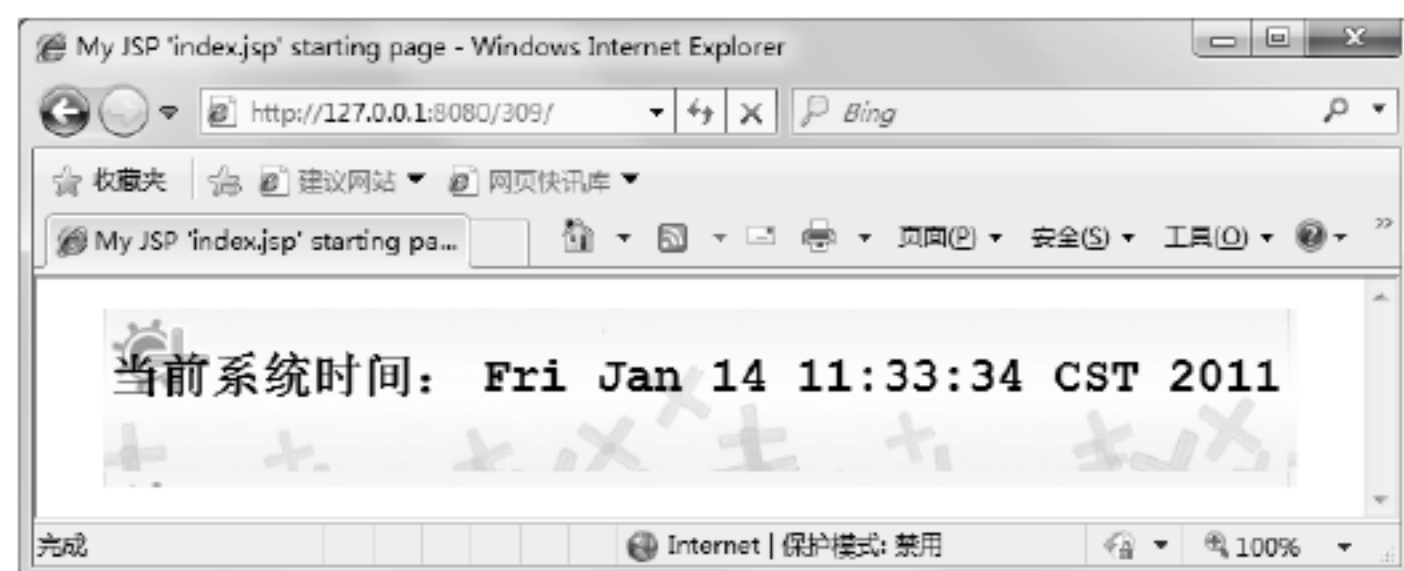 My JSP 'index.jsp' starting page - Windows Internet Explorer
http://127.0.0.1:8080/309/ Bing
收藏夹 建议网站 网页快讯库
My JSP 'index.jsp' starting pa... 页面(P) 安全(S) 工具(O) »
当前系统时间: Fri Jan 14 11:33:34 CST 2011
完成 Internet | 保护模式: 禁用 100%